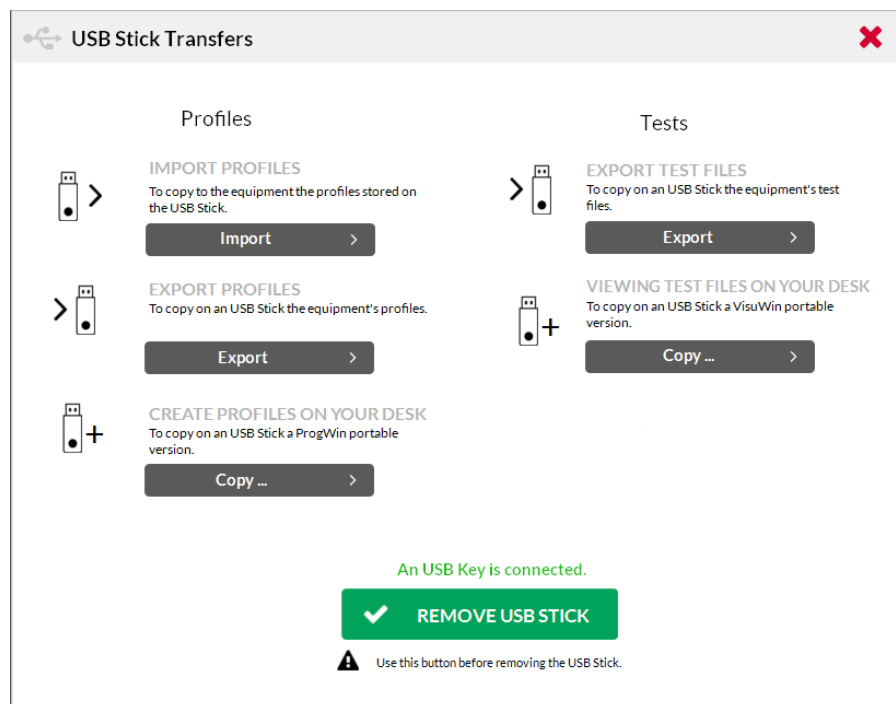 USB Stick Transfers
Profiles
IMPORT PROFILES
To copy to the equipment the profiles stored on
the USB Stick.
Import
EXPORT PROFILES
To copy on an USB Stick the equipment's profiles.
Export
CREATE PROFILES ON YOUR DESK
To copy on an USB Stick a ProgWin portable
version.
Copy ...
Tests
EXPORT TEST FILES
To copy on an USB Stick the equipment's test
files.
Export
VIEWING TEST FILES ON YOUR DESK
To copy on an USB Stick a VisuWin portable
version.
Copy ...
An USB Key is connected.
REMOVE USB STICK
Use this button before removing the USB Stick.